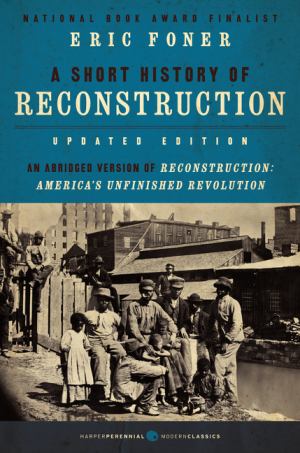 NATIONAL BOOK AWARD FINALIST
ERIC FONER
A SHORT HISTORY OF
RECONSTRUCTION
UPDATED EDITION
AN ABRIDGED VERSION OF RECONSTRUCTION:
AMERICA'S UNFINISHED REVOLUTION
HARPERPERENNIAL MODERNCLASSICS